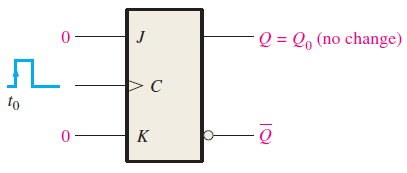 0 J Q = Q₀ (no change)
C
t₀
0 K Q̅